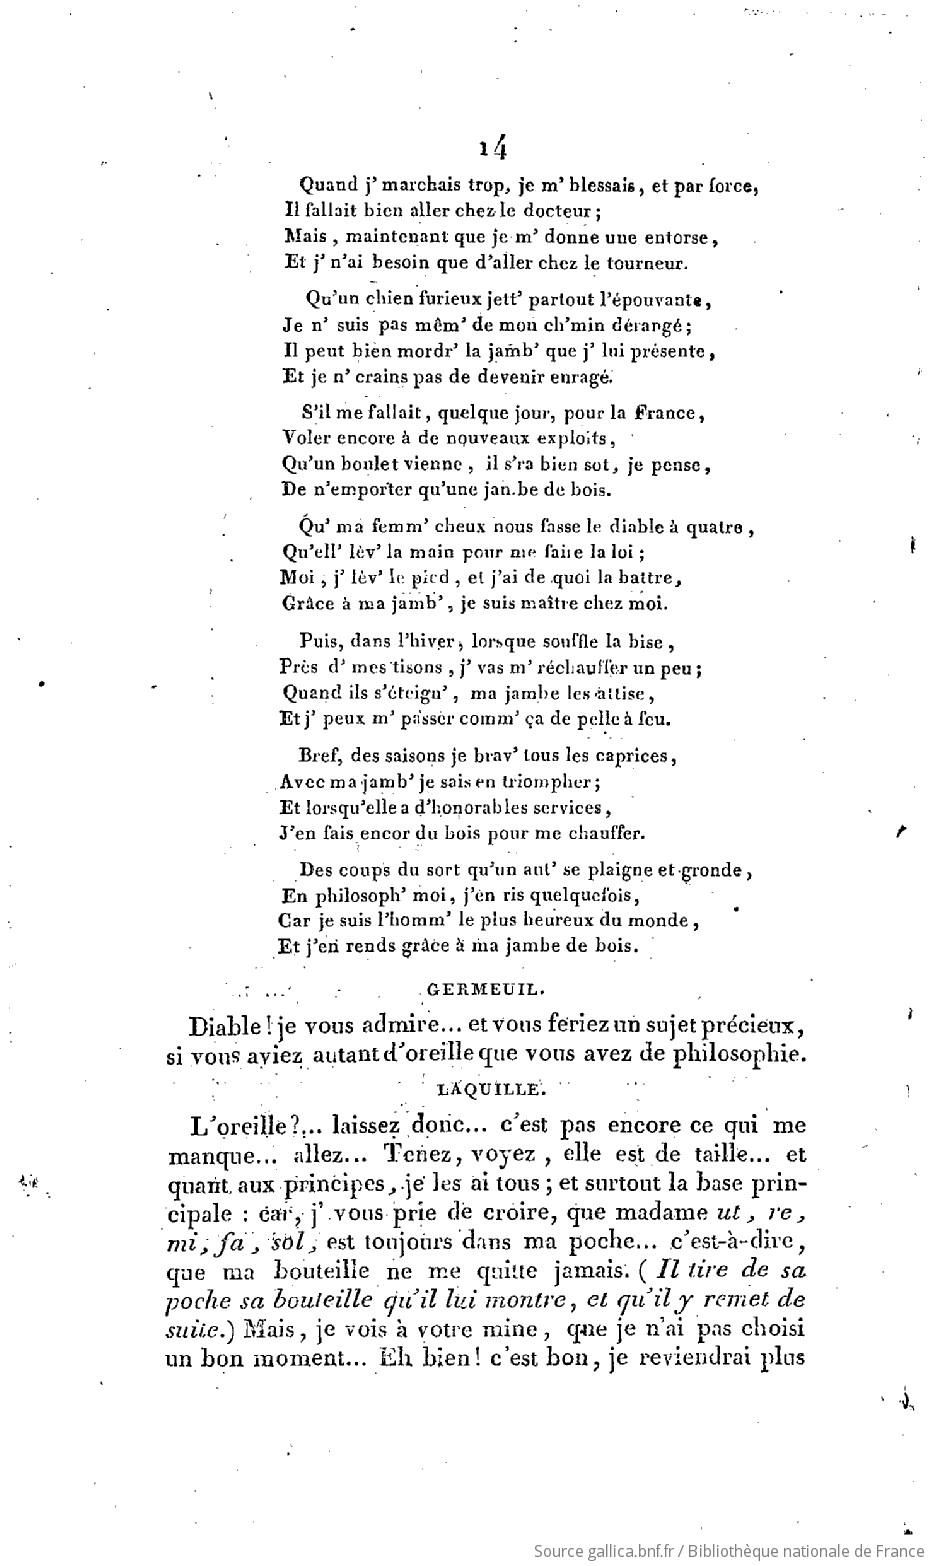 14
Quand j' marchais trop, je m' blessais, et par force,
Il fallait bien aller chez le docteur;
Mais, maintenant que je m' donne une entorse,
Et j' n'ai besoin que d'aller chez le tourneur.
Qu'un chien furieux jett' partout l'épouvante,
Je n' suis pas mêm' de mon ch'min dérangé;
Il peut bien mordr' la jamb' que j' lui présente,
Et je n' crains pas de devenir enragé.
S'il me fallait, quelque jour, pour la France,
Voler encore à de nouveaux exploits,
Qu'un boulet vienne, il s'ra bien sot, je pense,
De n'emporter qu'une jambe de bois.
Qu' ma femm' cheux nous fasse le diable à quatre,
Qu'ell' lèv' la main pour me faire la loi;
Moi, j' lèv' le pied, et j'ai de quoi la battre,
Grâce à ma jamb', je suis maître chez moi.
Puis, dans l'hiver, lorsque souffle la bise,
Près d' mes tisons, j' vas m' réchauffer un peu;
Quand ils s'éteign', ma jambe les attise,
Et j' peux m' passer comm' ça de pelle à feu.
Bref, des saisons je brav' tous les caprices,
Avec ma jamb' je sais en triompher;
Et lorsqu'elle a d'honorables services,
J'en fais encor du bois pour me chauffer.
Des coups du sort qu'un aut' se plaigne et gronde,
En philosoph' moi, j'en ris quelquefois,
Car je suis l'homm' le plus heureux du monde,
Et j'en rends grâce à ma jambe de bois.
GERMEUIL.
Diable! je vous admire... et vous feriez un sujet précieux,
si vous aviez autant d'oreille que vous avez de philosophie.
LAQUILLE.
L'oreille?... laissez donc... c'est pas encore ce qui me
manque... allez... Tenez, voyez, elle est de taille... et
quant aux principes, je les ai tous; et surtout la base prin-
cipale : car, j' vous prie de croire, que madame ut, re,
mi, fa, sol, est toujours dans ma poche... c'est-à-dire,
que ma bouteille ne me quitte jamais. (Il tire de sa
poche sa bouteille qu'il lui montre, et qu'il y remet de
suite.) Mais, je vois à votre mine, que je n'ai pas choisi
un bon moment... Eh bien! c'est bon, je reviendrai plus
Source gallica.bnf.fr / Bibliothèque nationale de France